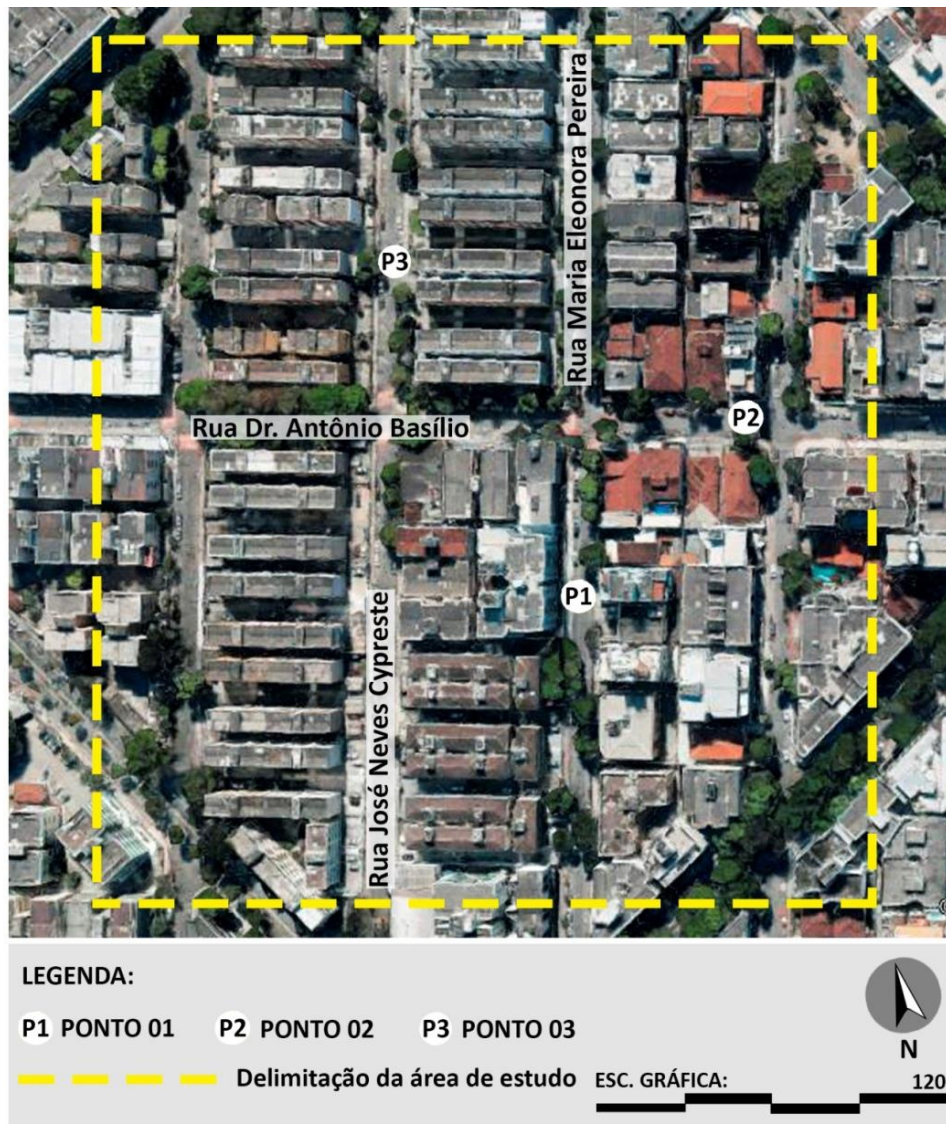 Rua Maria Eleonora Pereira
P3
P2
Rua Dr. Antônio Basílio
P1
Rua José Neves Cypreste
LEGENDA:
P1 PONTO 01
P2 PONTO 02
P3 PONTO 03
N
Delimitação da área de estudo
ESC. GRÁFICA:
120